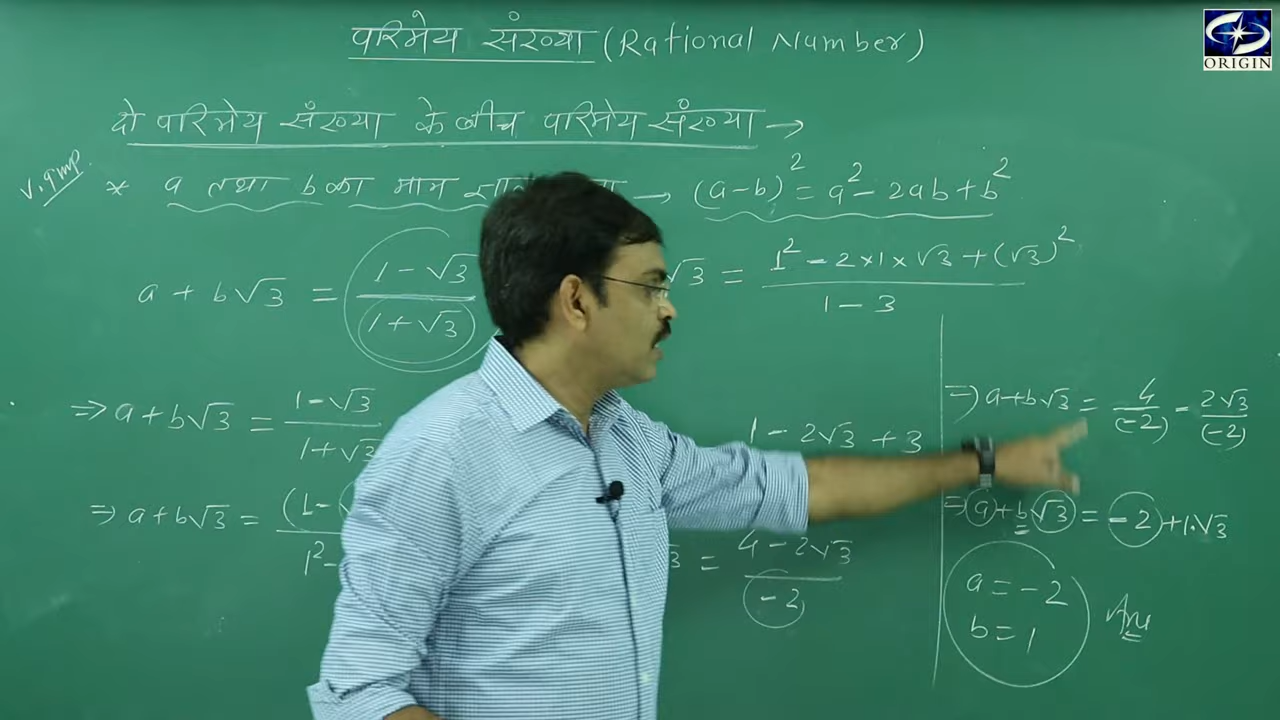 परिमेय संख्या (Rational Number)
ORIGIN
दो परिमेय संख्या के बीच परिमेय संख्या →
V. Imp.
* a तथा b का मान → (a-b)² = a² - 2ab + b²
a + b√3 = (1-√3)/(1+√3)
√3 = (1² - 2×1×√3 + (√3)²)/(1-3)
⇒ a+b√3 = (1-√3)/(1+√3)
1 - 2√3 + 3
⇒ a+b√3 = (1-
1² -
√3 = (4-2√3)/-2
⇒ a+b√3 = 4/(-2) - 2√3/(-2)
⇒ a+b√3 = -2 + 1.√3
a = -2
b = 1
Ans